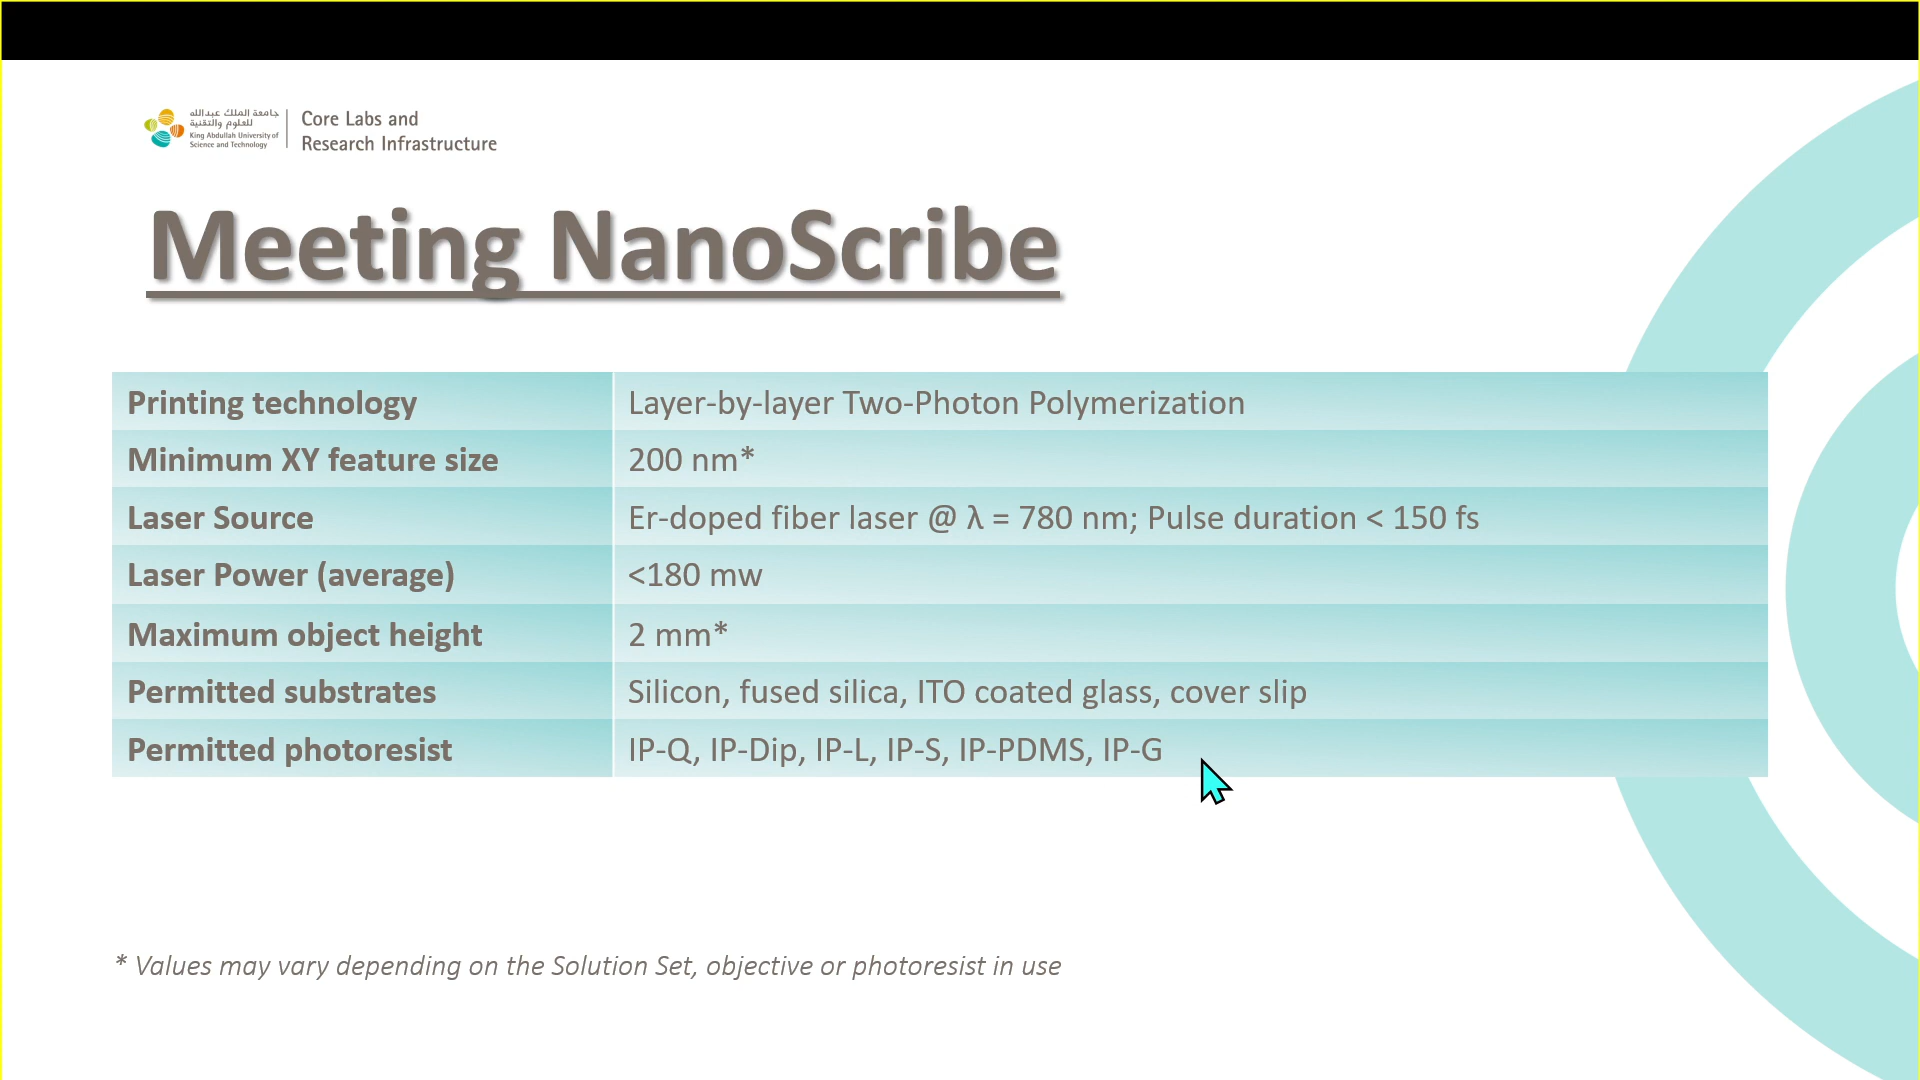 جامعة الملك عبدالله
للعلوم والتقنية
King Abdullah University of
Science and Technology
Core Labs and
Research Infrastructure
Meeting NanoScribe
Printing technology Layer-by-layer Two-Photon Polymerization
Minimum XY feature size 200 nm*
Laser Source Er-doped fiber laser @ λ = 780 nm; Pulse duration < 150 fs
Laser Power (average) <180 mw
Maximum object height 2 mm*
Permitted substrates Silicon, fused silica, ITO coated glass, cover slip
Permitted photoresist IP-Q, IP-Dip, IP-L, IP-S, IP-PDMS, IP-G
* Values may vary depending on the Solution Set, objective or photoresist in use